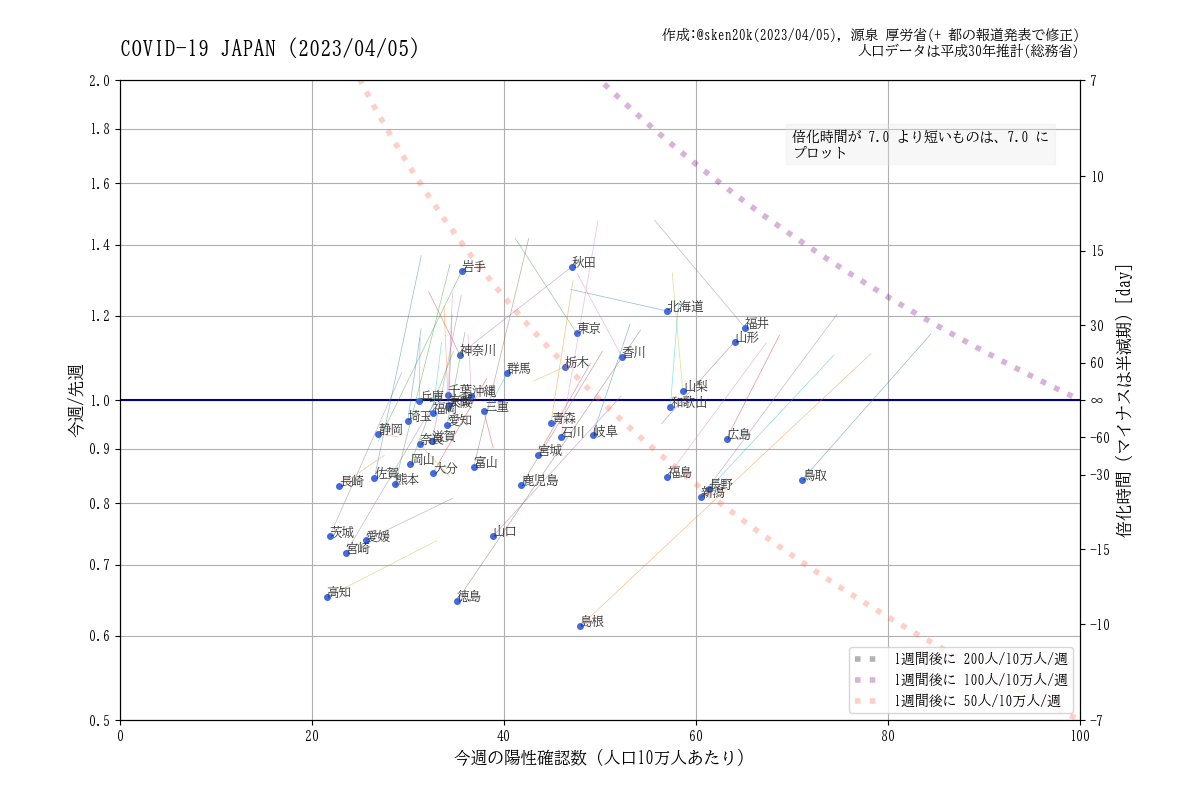 COVID-19 JAPAN (2023/04/05)
作成:@sken20k(2023/04/05), 源泉 厚労省(+ 都の報道発表で修正)
人口データは平成30年推計(総務省)
2.0
1.8
1.6
1.4
1.2
1.0
0.9
0.8
0.7
0.6
0.5
今週/先週
7
10
15
30
60
∞
-60
-30
-15
-10
-7
倍化時間 (マイナスは半減期) [day]
倍化時間が 7.0 より短いものは、7.0 に
プロット
岩手
秋田
北海道
東京
福井
山形
神奈川
香川
栃木
群馬
山梨
千葉
沖縄
兵庫
和歌山
三重
福岡
埼玉
愛知
青森
静岡
滋賀
奈良
石川
岐阜
広島
宮城
岡山
富山
大分
佐賀
熊本
長崎
鹿児島
福島
鳥取
長野
新潟
茨城
愛媛
宮崎
山口
高知
徳島
島根
1週間後に 200人/10万人/週
1週間後に 100人/10万人/週
1週間後に 50人/10万人/週
0
20
40
60
80
100
今週の陽性確認数 (人口10万人あたり)